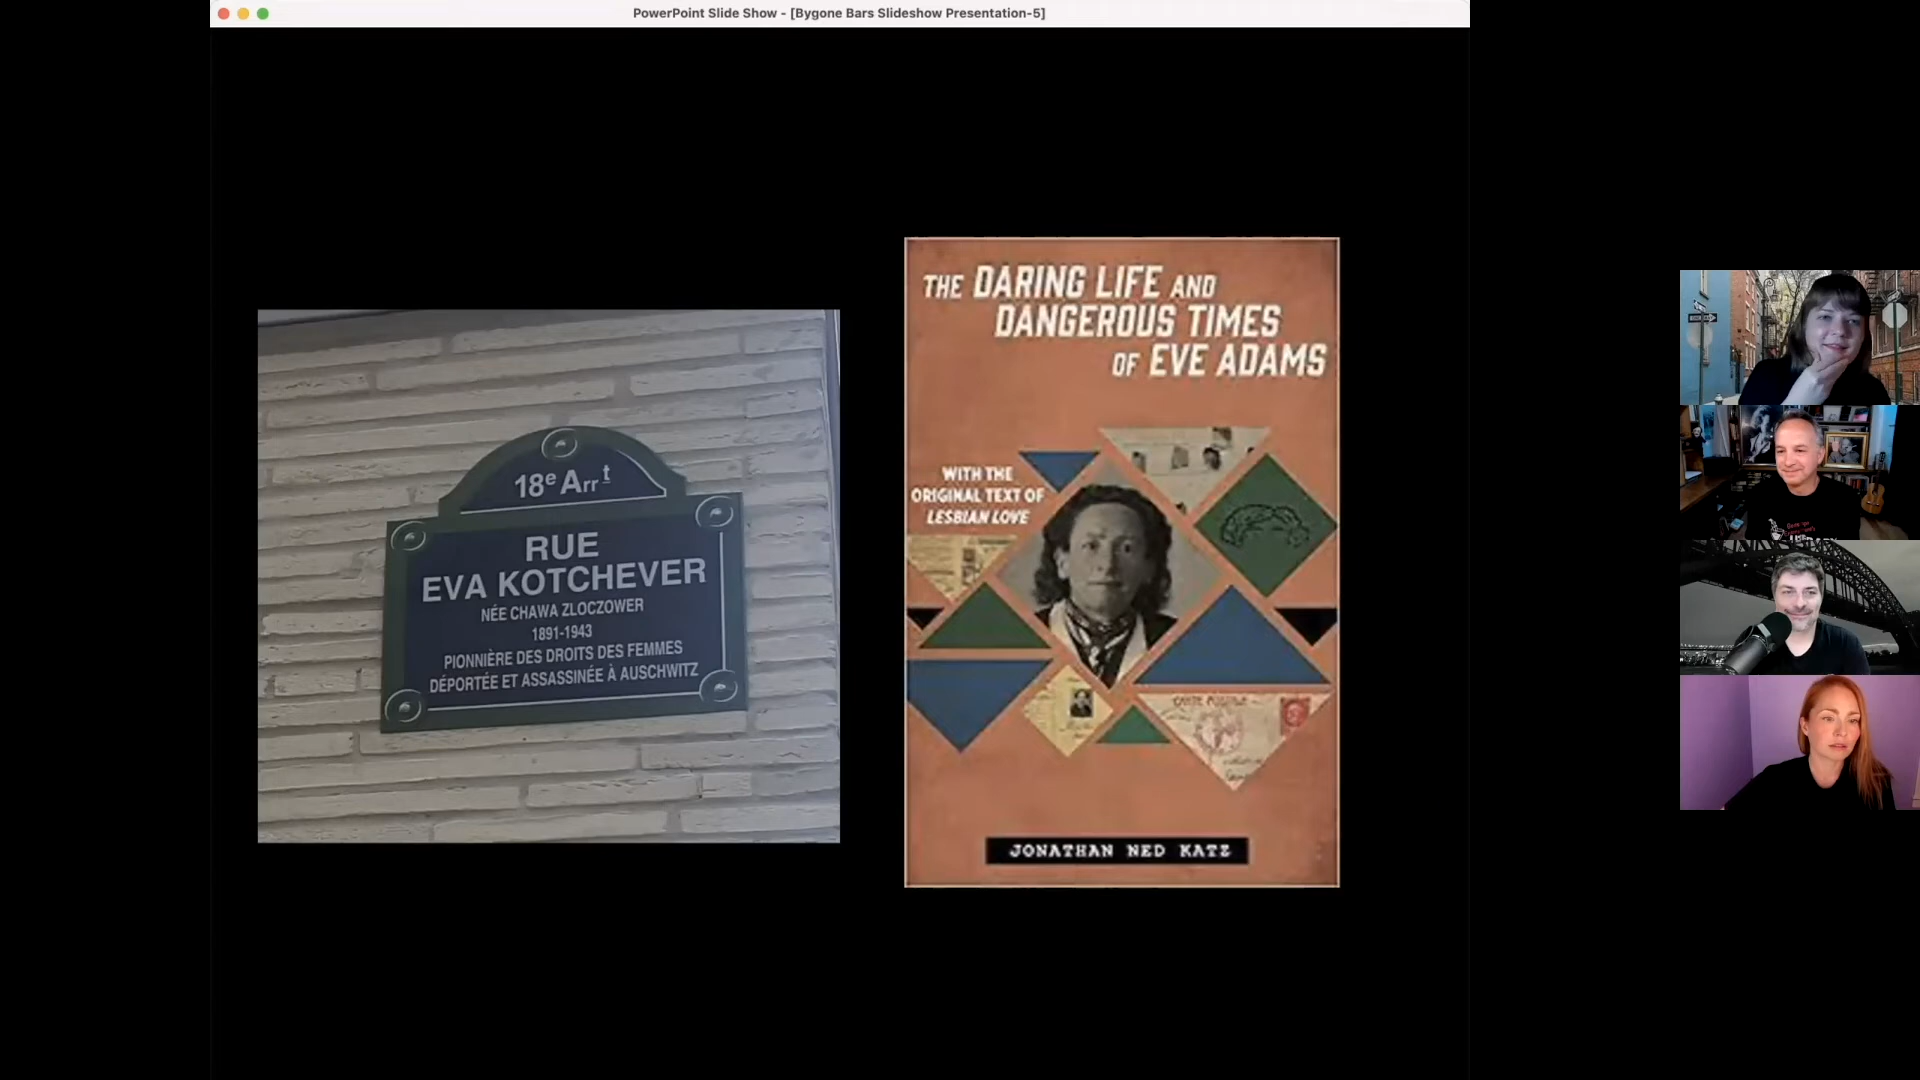 PowerPoint Slide Show - [Bygone Bars Slideshow Presentation-5]
18e Arrt
RUE
EVA KOTCHEVER
NÉE CHAWA ZLOCZOWER
1891-1943
PIONNIÈRE DES DROITS DES FEMMES
DÉPORTÉE ET ASSASSINÉE À AUSCHWITZ
THE DARING LIFE AND
DANGEROUS TIMES
OF EVE ADAMS
WITH THE
ORIGINAL TEXT OF
LESBIAN LOVE
CARTE POSTALE
JONATHAN NED KATZ